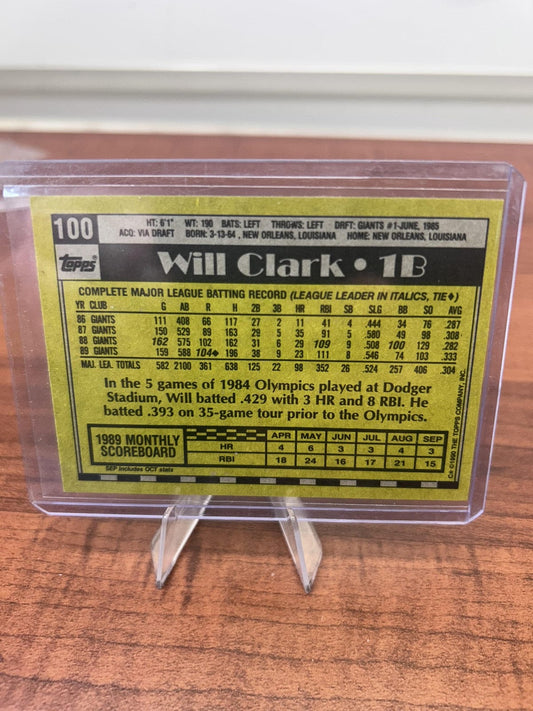 100
HT: 6'1" WT: 190 BATS: LEFT THROWS: LEFT DRFT: GIANTS #1-JUNE, 1985
ACQ: VIA DRAFT BORN: 3-13-64, NEW ORLEANS, LOUISIANA HOME: NEW ORLEANS, LOUISIANA
Topps
Will Clark • 1B
COMPLETE MAJOR LEAGUE BATTING RECORD (LEAGUE LEADER IN ITALICS, TIE♦)
YR CLUB G AB R H 2B 3B HR RBI SB SLG BB SO AVG
86 GIANTS 111 408 66 117 27 2 11 41 4 .444 34 76 .287
87 GIANTS 150 529 89 163 29 5 35 91 5 .580 49 98 .308
88 GIANTS 162 575 102 162 31 6 29 109 9 .508 100 129 .282
89 GIANTS 159 588 104♦ 196 38 9 23 111 8 .546 74 103 .333
MAJ. LEA. TOTALS 582 2100 361 638 125 22 98 352 26 .524 257 406 .304
In the 5 games of 1984 Olympics played at Dodger
Stadium, Will batted .429 with 3 HR and 8 RBI. He
batted .393 on 35-game tour prior to the Olympics.
1989 MONTHLY
SCOREBOARD
APR MAY JUN JUL AUG SEP
HR 4 6 3 3 4 3
RBI 18 24 16 17 21 15
SEP includes OCT stats
C#©1990 THE TOPPS COMPANY, INC.